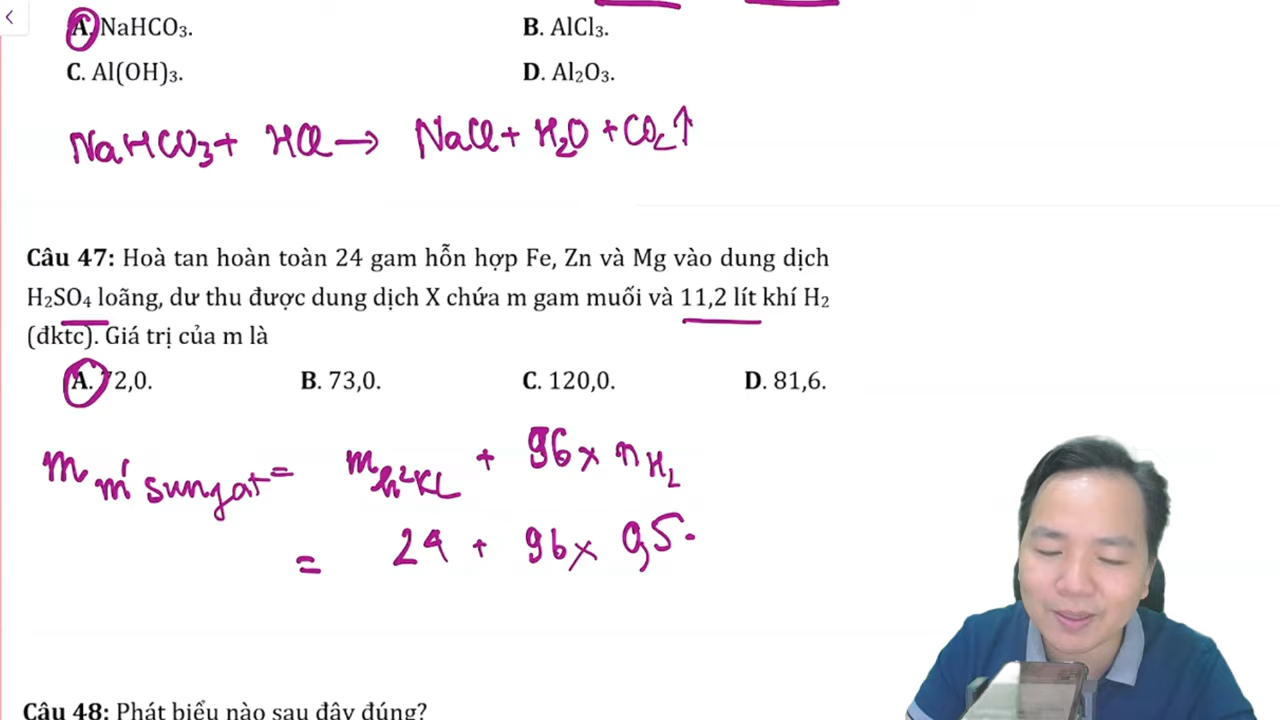 A. NaHCO₃. B. AlCl₃.
C. Al(OH)₃. D. Al₂O₃.
NaHCO₃ + HCl → NaCl + H₂O + CO₂↑
Câu 47: Hoà tan hoàn toàn 24 gam hỗn hợp Fe, Zn và Mg vào dung dịch
H₂SO₄ loãng, dư thu được dung dịch X chứa m gam muối và 11,2 lít khí H₂
(đktc). Giá trị của m là
A. 72,0. B. 73,0. C. 120,0. D. 81,6.
m m' sungat = m h² KL + 96 x n H₂
= 24 + 96 x 0,5.
Câu 48: Phát biểu nào sau đây đúng?